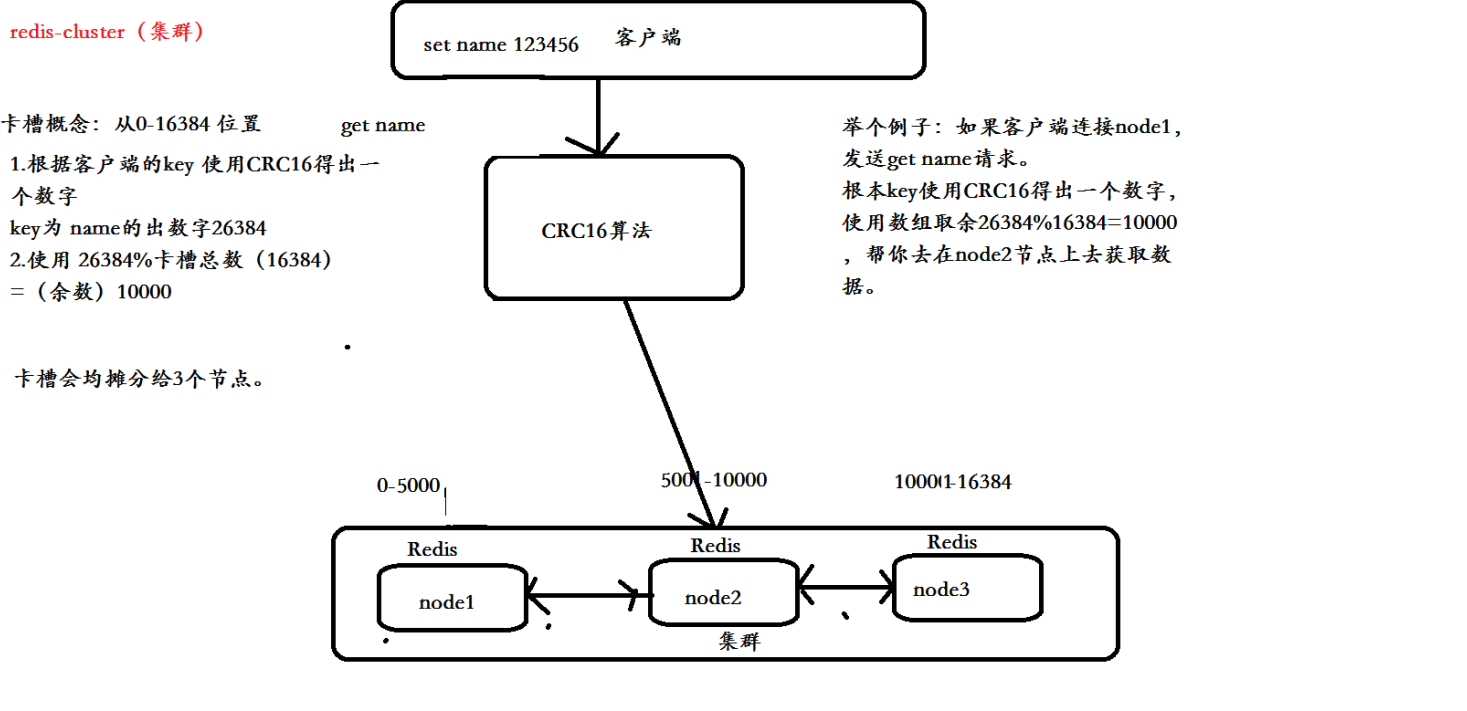 redis-cluster（集群）
set name 123456 客户端
卡槽概念：从0-16384 位置
get name
1.根据客户端的key 使用CRC16得出一
个数字
key为 name的出数字26384
2.使用 26384%卡槽总数（16384）
=（余数）10000
卡槽会均摊分给3个节点。
CRC16算法
举个例子：如果客户端连接node1，
发送get name请求。
根本key使用CRC16得出一个数字，
使用数组取余26384%16384=10000
，帮你去在node2节点上去获取数
据。
0-5000
5001-10000
10001-16384
Redis
Redis
Redis
node1
node2
node3
集群